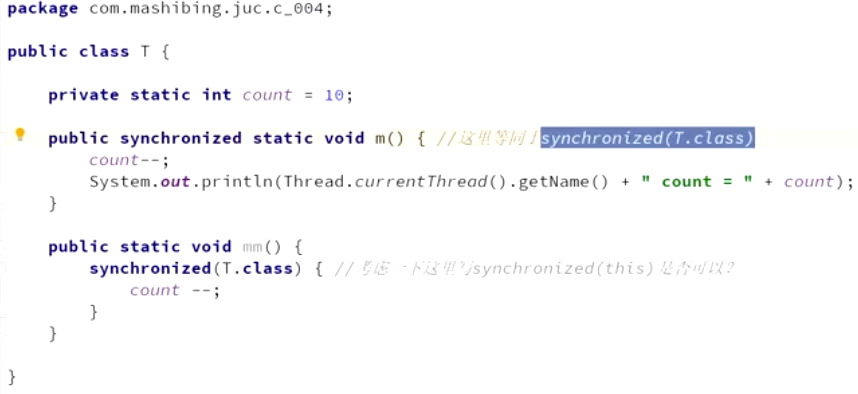 package com.mashibing.juc.c_004;
public class T {
private static int count = 10;
public synchronized static void m() { //这里等同于synchronized(T.class)
count--;
System.out.println(Thread.currentThread().getName() + " count = " + count);
}
public static void mm() {
synchronized(T.class) { //考虑一下这里写synchronized(this)是否可以?
count --;
}
}
}